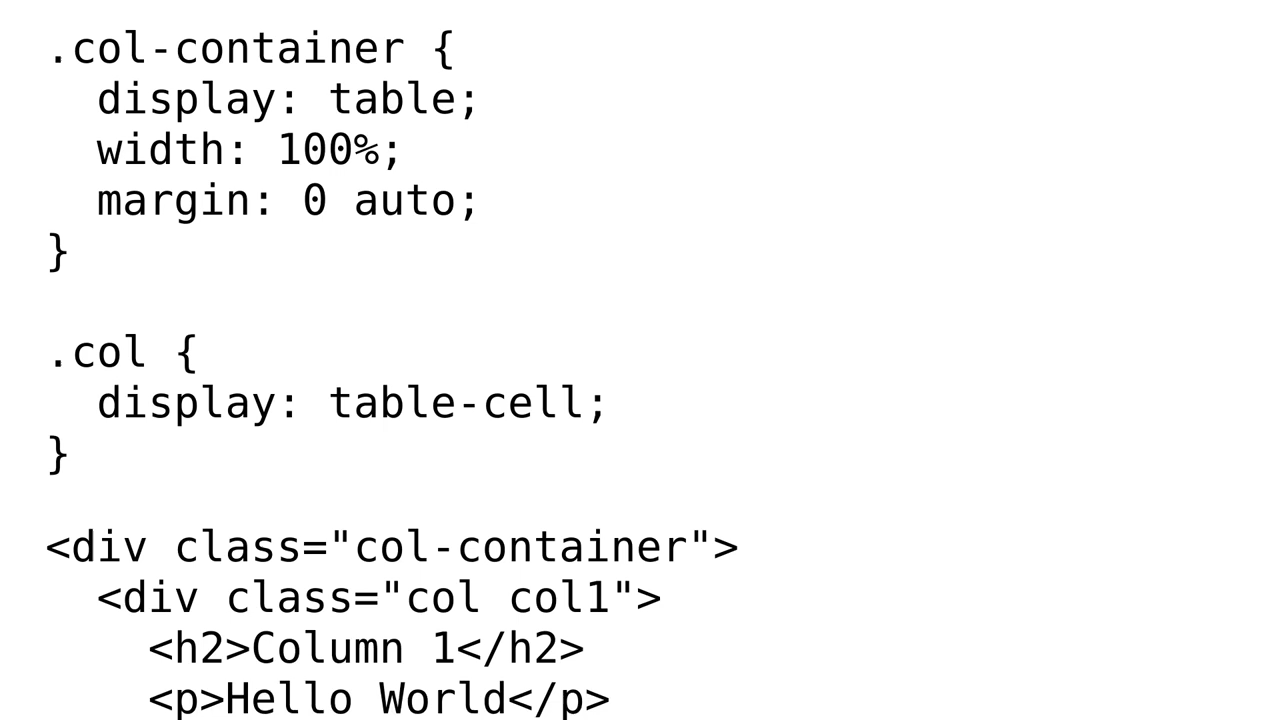 .col-container {
  display: table;
  width: 100%;
  margin: 0 auto;
}

.col {
  display: table-cell;
}

<div class="col-container">
  <div class="col col1">
    <h2>Column 1</h2>
    <p>Hello World</p>